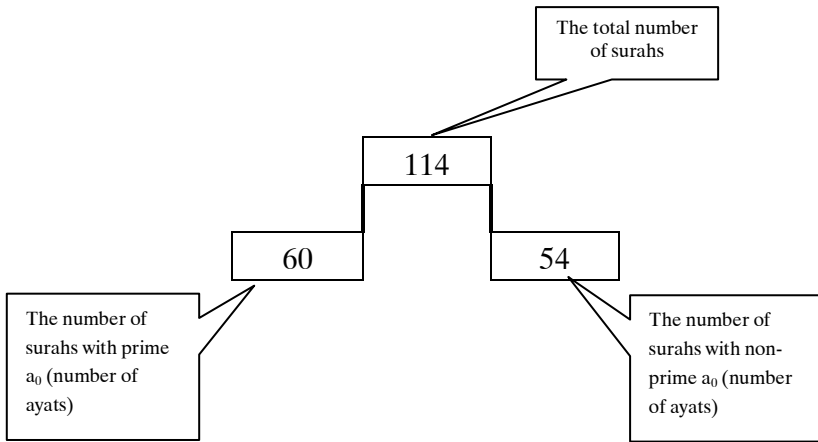 The total number
of surahs
114
60
54
The number of
surahs with prime
a₀ (number of
ayats)
The number of
surahs with non-
prime a₀ (number
of ayats)